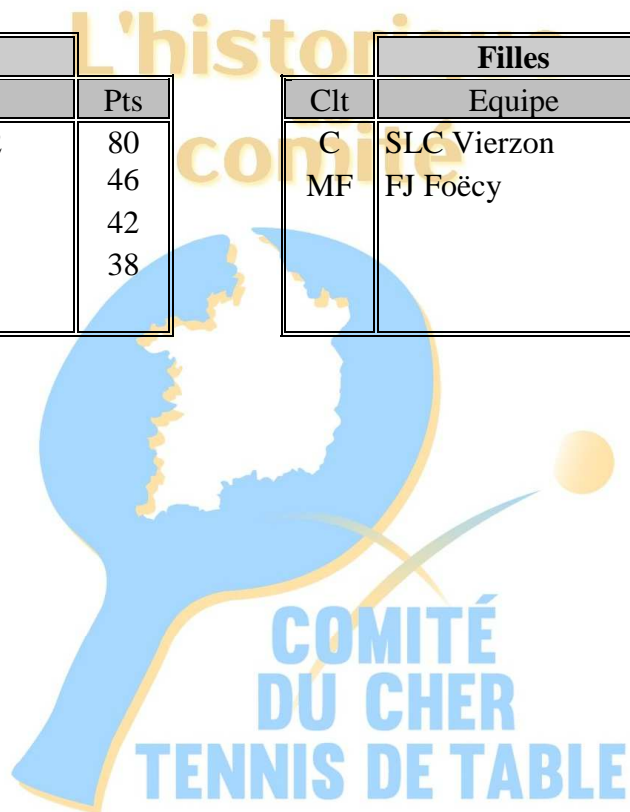 L'historique
du
comité
Filles
Pts Clt Equipe
80 C SLC Vierzon
46 MF FJ Foëcy
42
38
COMITÉ
DU CHER
TENNIS DE TABLE